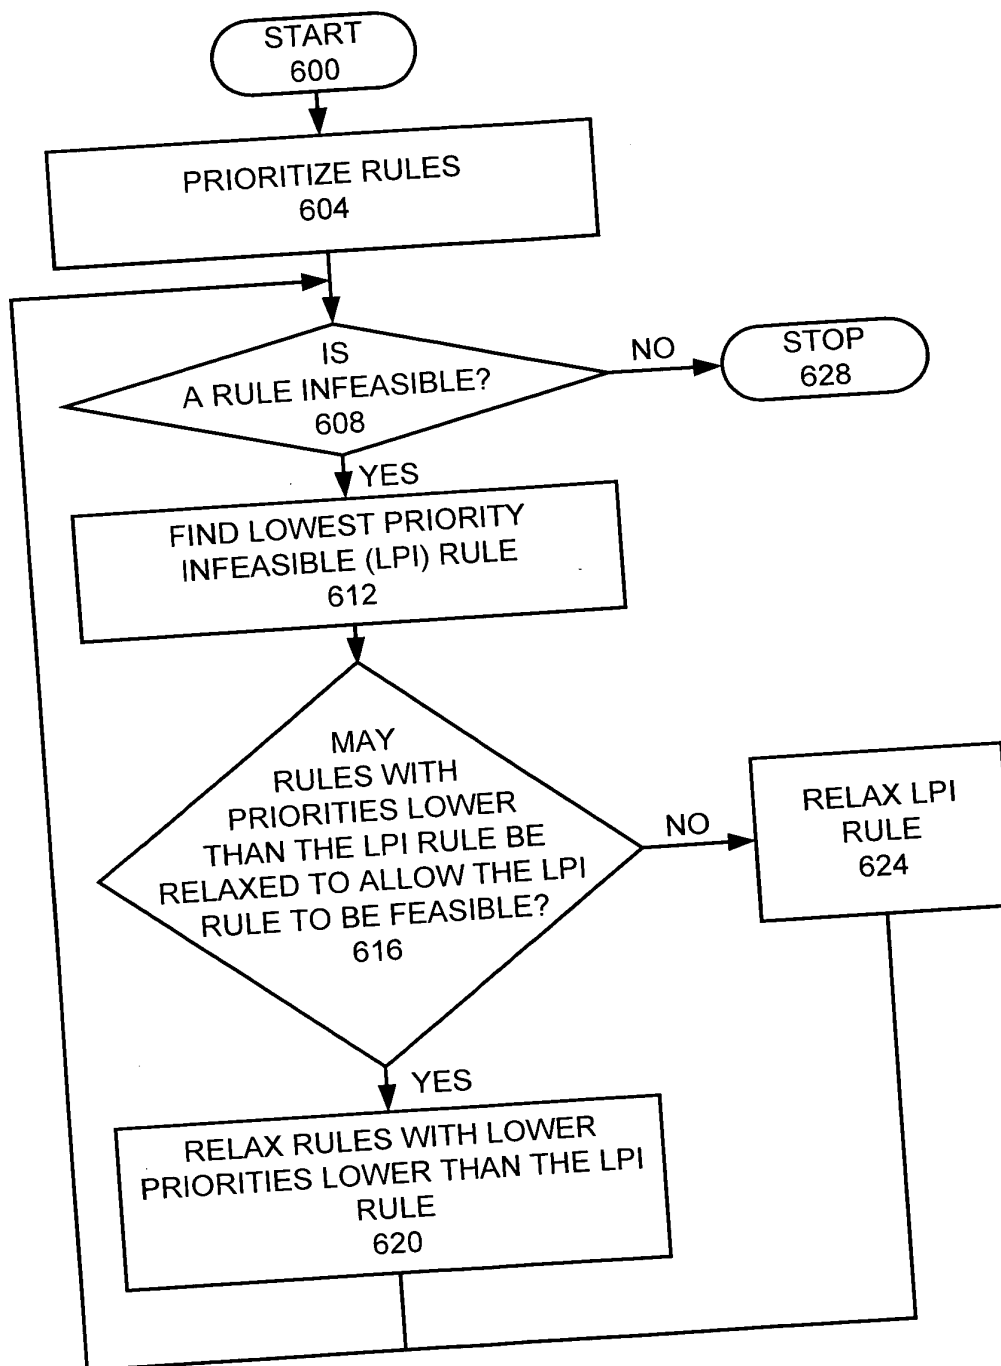 START
600
PRIORITIZE RULES
604
IS
A RULE INFEASIBLE?
608
NO
STOP
628
YES
FIND LOWEST PRIORITY
INFEASIBLE (LPI) RULE
612
MAY
RULES WITH
PRIORITIES LOWER
THAN THE LPI RULE BE
RELAXED TO ALLOW THE LPI
RULE TO BE FEASIBLE?
616
NO
RELAX LPI
RULE
624
YES
RELAX RULES WITH LOWER
PRIORITIES LOWER THAN THE LPI
RULE
620